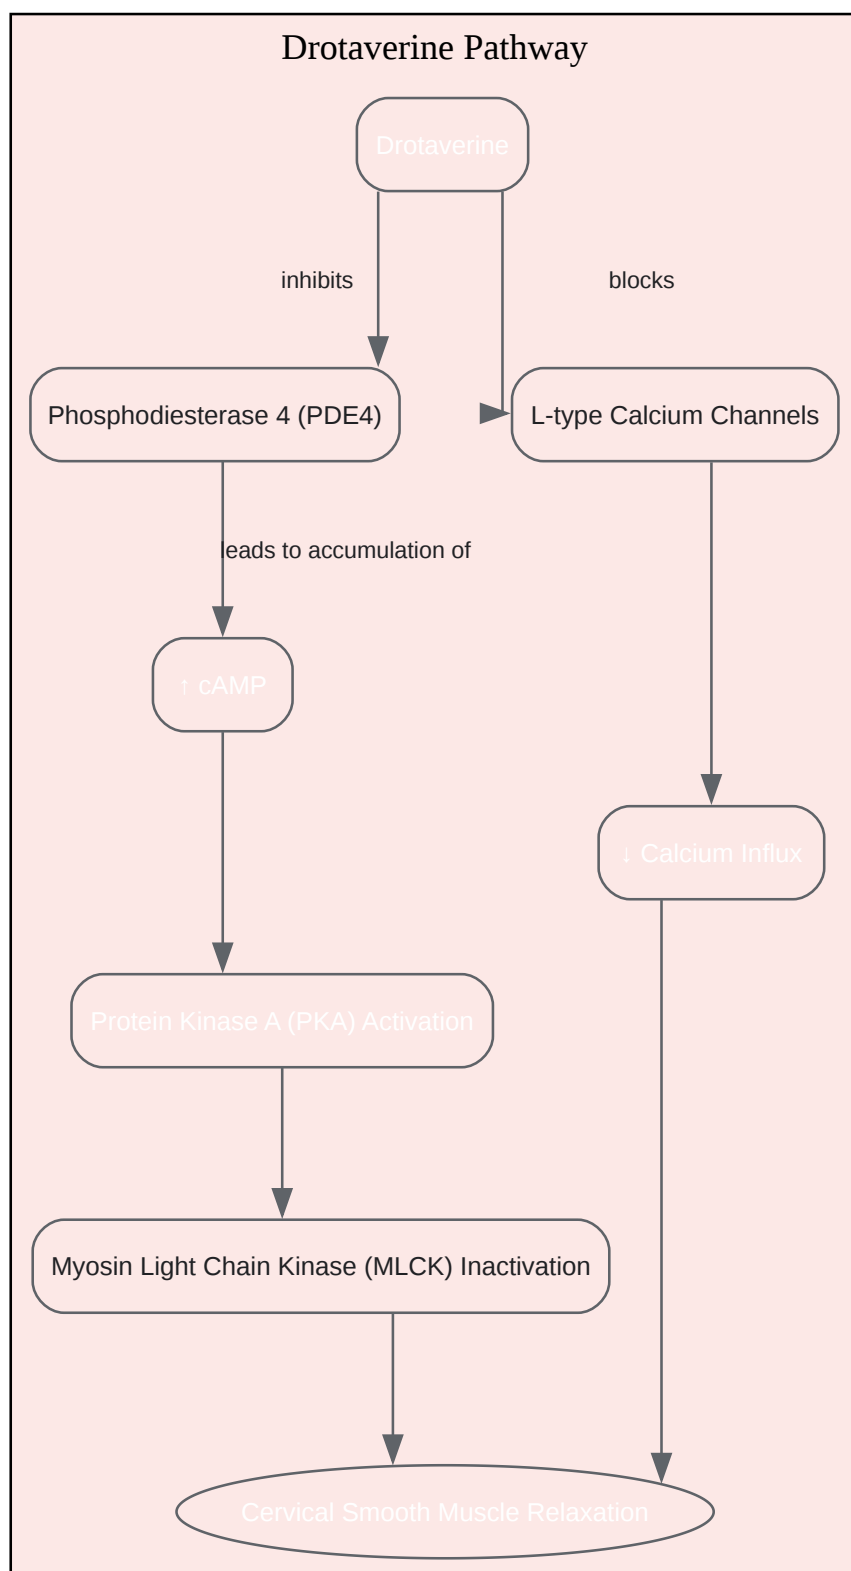 Drotaverine Pathway
Drotaverine
inhibits
blocks
Phosphodiesterase 4 (PDE4)
L-type Calcium Channels
leads to accumulation of
↑ cAMP
↓ Calcium Influx
Protein Kinase A (PKA) Activation
Myosin Light Chain Kinase (MLCK) Inactivation
Cervical Smooth Muscle Relaxation